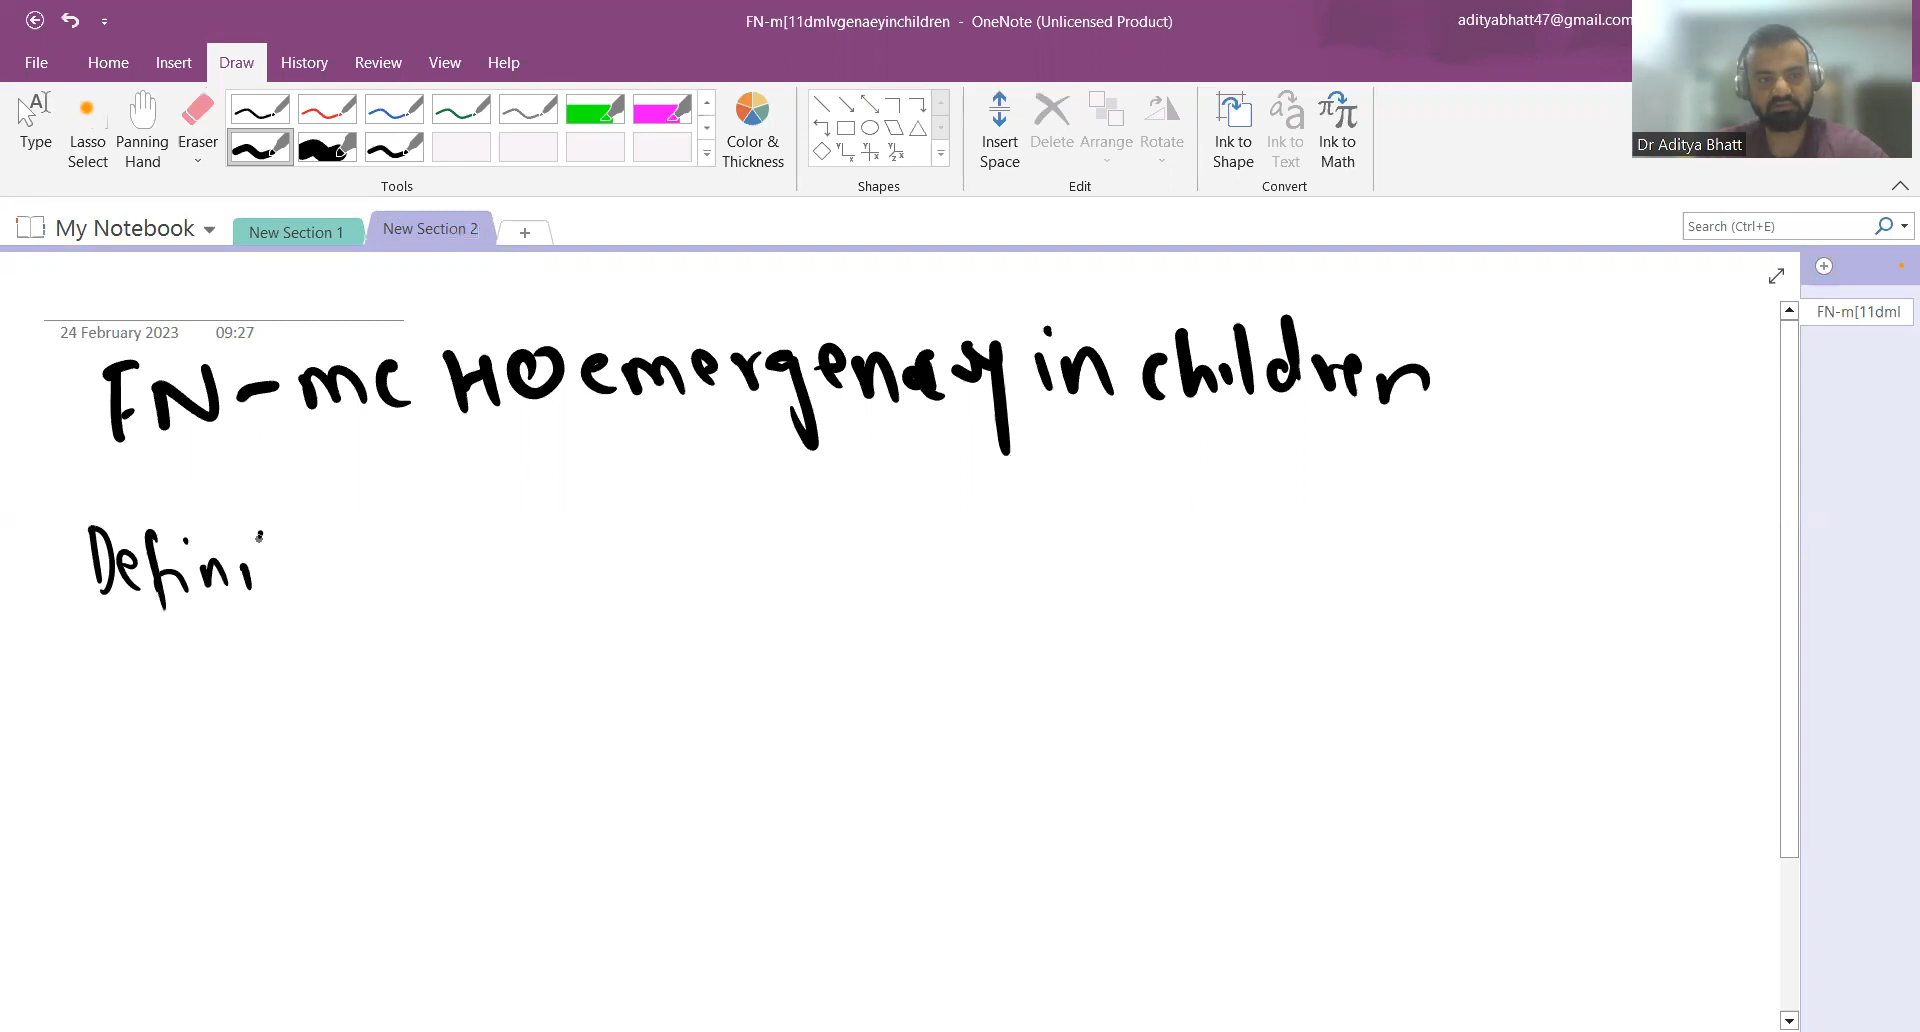 FN-m[11dmlvgenaeyinchildren - OneNote (Unlicensed Product)
adityabhatt47@gmail.com
File Home Insert Draw History Review View Help
Type
Lasso Select
Panning Hand
Eraser
Color & Thickness
Insert Space
Delete
Arrange
Rotate
Ink to Shape
Ink to Text
Ink to Math
Dr Aditya Bhatt
Tools Shapes Edit Convert
My Notebook New Section 1 New Section 2
Search (Ctrl+E)
24 February 2023 09:27
FN-m[11dml
FN - mc HO emergenacy in children
Defini